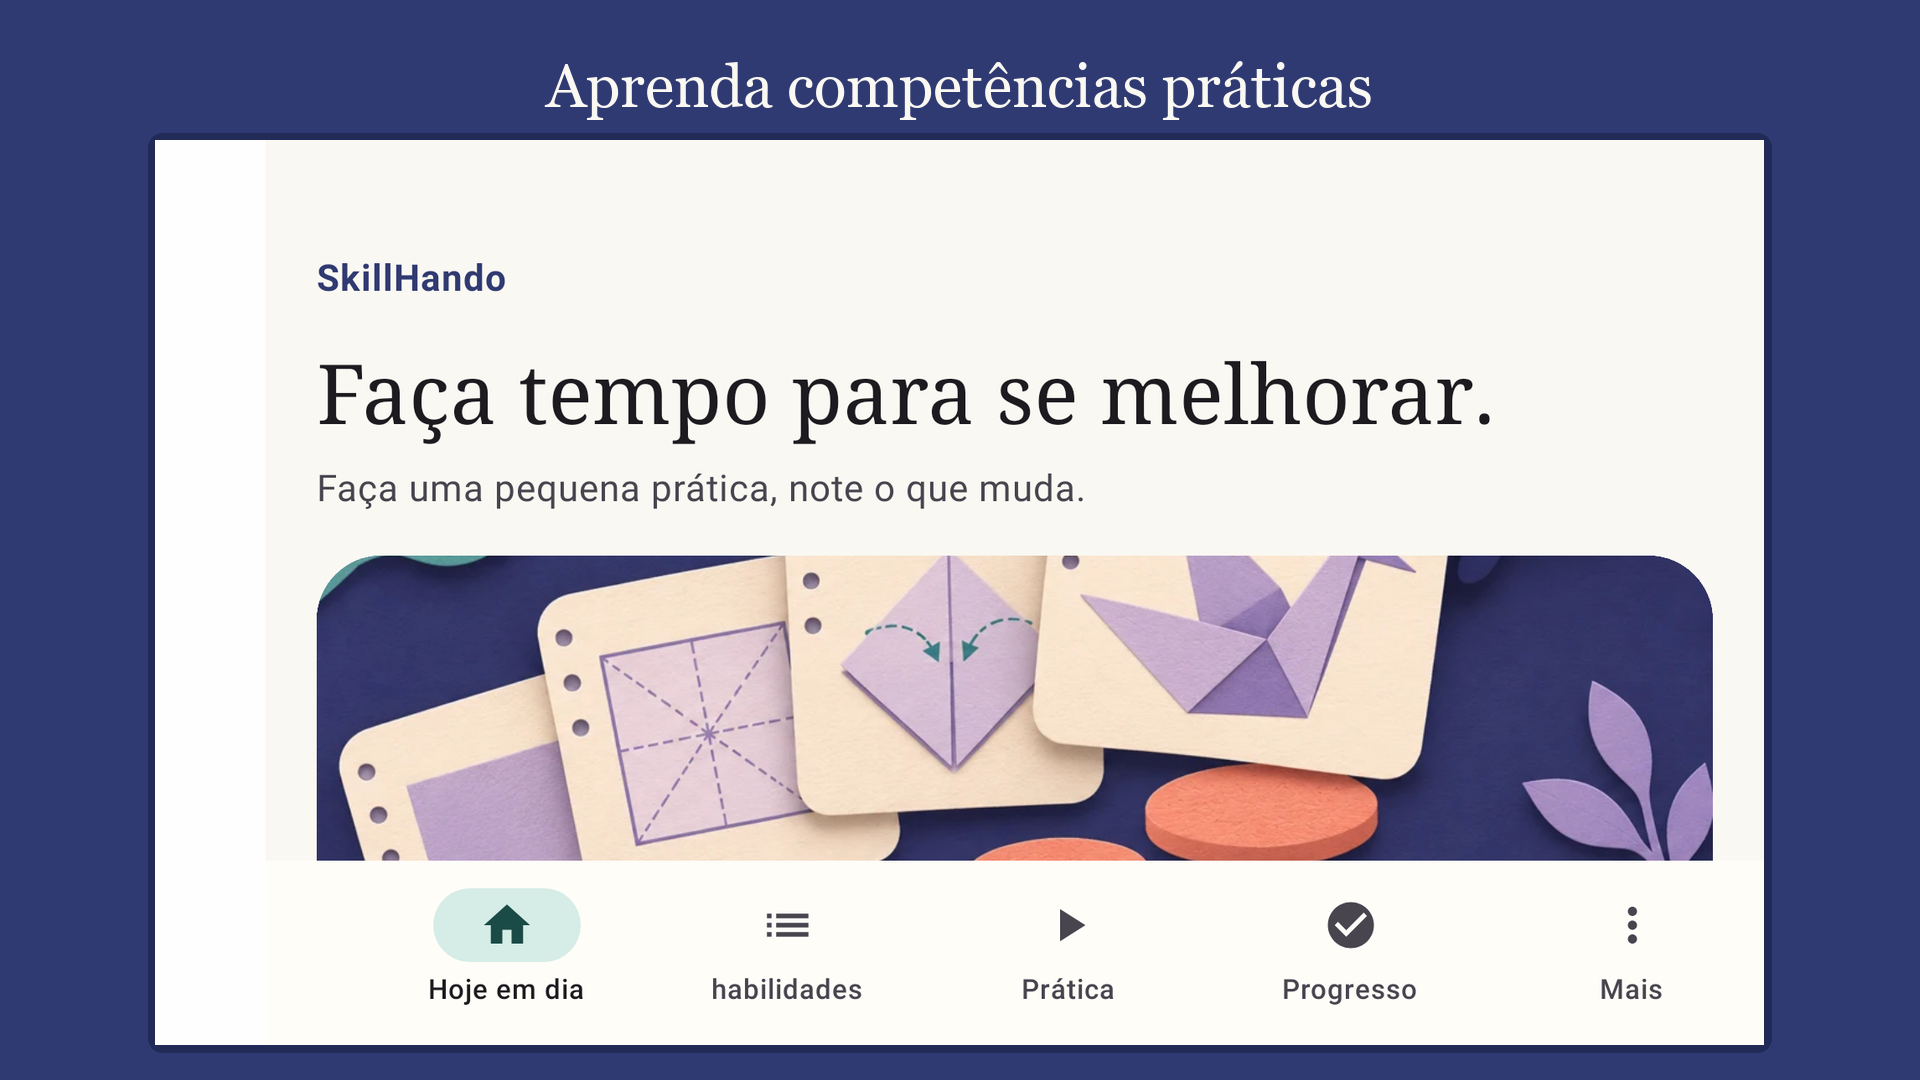 Aprenda competências práticas
SkillHando
Faça tempo para se melhorar.
Faça uma pequena prática, note o que muda.
Hoje em dia
habilidades
Prática
Progresso
Mais